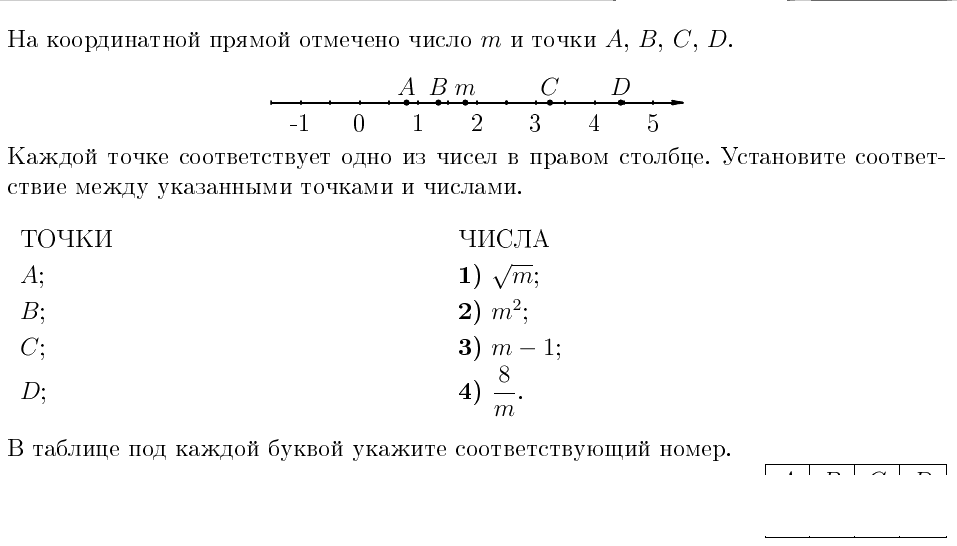 На координатной прямой отмечено число m и точки A, B, C, D.
A B m C D
-1 0 1 2 3 4 5
Каждой точке соответствует одно из чисел в правом столбце. Установите соответ-
ствие между указанными точками и числами.
ТОЧКИ ЧИСЛА
A; 1) √m;
B; 2) m²;
C; 3) m − 1;
D; 4) 8/m.
В таблице под каждой буквой укажите соответствующий номер.